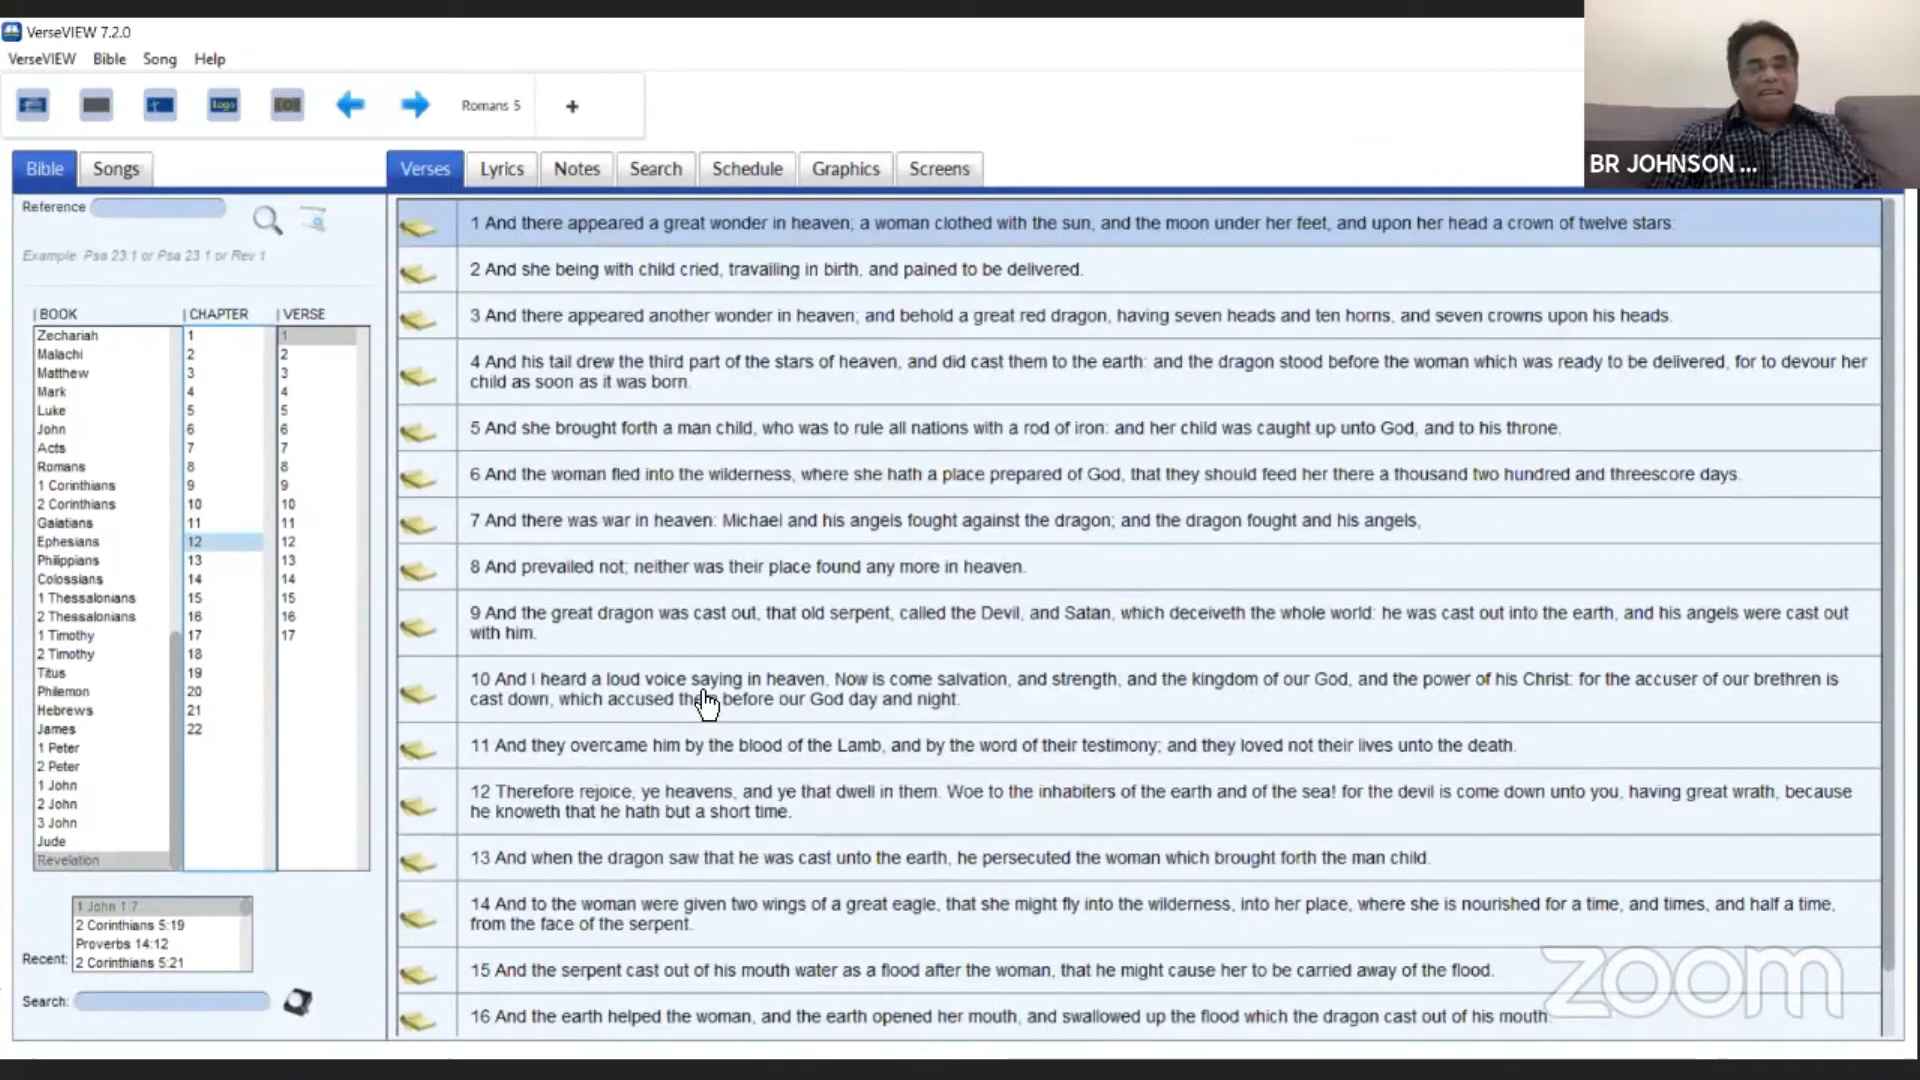 VerseVIEW 7.2.0
VerseVIEW Bible Song Help
Logo Romans 5 +
BR JOHNSON ...
Bible Songs
Verses Lyrics Notes Search Schedule Graphics Screens
Reference
Example: Psa 23:1 or Psa 23 1 or Rev 1
BOOK CHAPTER VERSE
Zechariah 1 1
Malachi 2 2
Matthew 3 3
Mark 4 4
Luke 5 5
John 6 6
Acts 7 7
Romans 8 8
1 Corinthians 9 9
2 Corinthians 10 10
Galatians 11 11
Ephesians 12 12
Philippians 13 13
Colossians 14 14
1 Thessalonians 15 15
2 Thessalonians 16 16
1 Timothy 17 17
2 Timothy 18
Titus 19
Philemon 20
Hebrews 21
James 22
1 Peter
2 Peter
1 John
2 John
3 John
Jude
Revelation
1 John 1:7
2 Corinthians 5:19
Proverbs 14:12
Recent: 2 Corinthians 5:21
Search:
1 And there appeared a great wonder in heaven; a woman clothed with the sun, and the moon under her feet, and upon her head a crown of twelve stars:
2 And she being with child cried, travailing in birth, and pained to be delivered.
3 And there appeared another wonder in heaven; and behold a great red dragon, having seven heads and ten horns, and seven crowns upon his heads.
4 And his tail drew the third part of the stars of heaven, and did cast them to the earth: and the dragon stood before the woman which was ready to be delivered, for to devour her
child as soon as it was born.
5 And she brought forth a man child, who was to rule all nations with a rod of iron: and her child was caught up unto God, and to his throne.
6 And the woman fled into the wilderness, where she hath a place prepared of God, that they should feed her there a thousand two hundred and threescore days.
7 And there was war in heaven: Michael and his angels fought against the dragon; and the dragon fought and his angels,
8 And prevailed not; neither was their place found any more in heaven.
9 And the great dragon was cast out, that old serpent, called the Devil, and Satan, which deceiveth the whole world: he was cast out into the earth, and his angels were cast out
with him.
10 And I heard a loud voice saying in heaven, Now is come salvation, and strength, and the kingdom of our God, and the power of his Christ: for the accuser of our brethren is
cast down, which accused them before our God day and night.
11 And they overcame him by the blood of the Lamb, and by the word of their testimony; and they loved not their lives unto the death.
12 Therefore rejoice, ye heavens, and ye that dwell in them. Woe to the inhabiters of the earth and of the sea! for the devil is come down unto you, having great wrath, because
he knoweth that he hath but a short time.
13 And when the dragon saw that he was cast unto the earth, he persecuted the woman which brought forth the man child.
14 And to the woman were given two wings of a great eagle, that she might fly into the wilderness, into her place, where she is nourished for a time, and times, and half a time,
from the face of the serpent.
15 And the serpent cast out of his mouth water as a flood after the woman, that he might cause her to be carried away of the flood.
16 And the earth helped the woman, and the earth opened her mouth, and swallowed up the flood which the dragon cast out of his mouth.
zoom